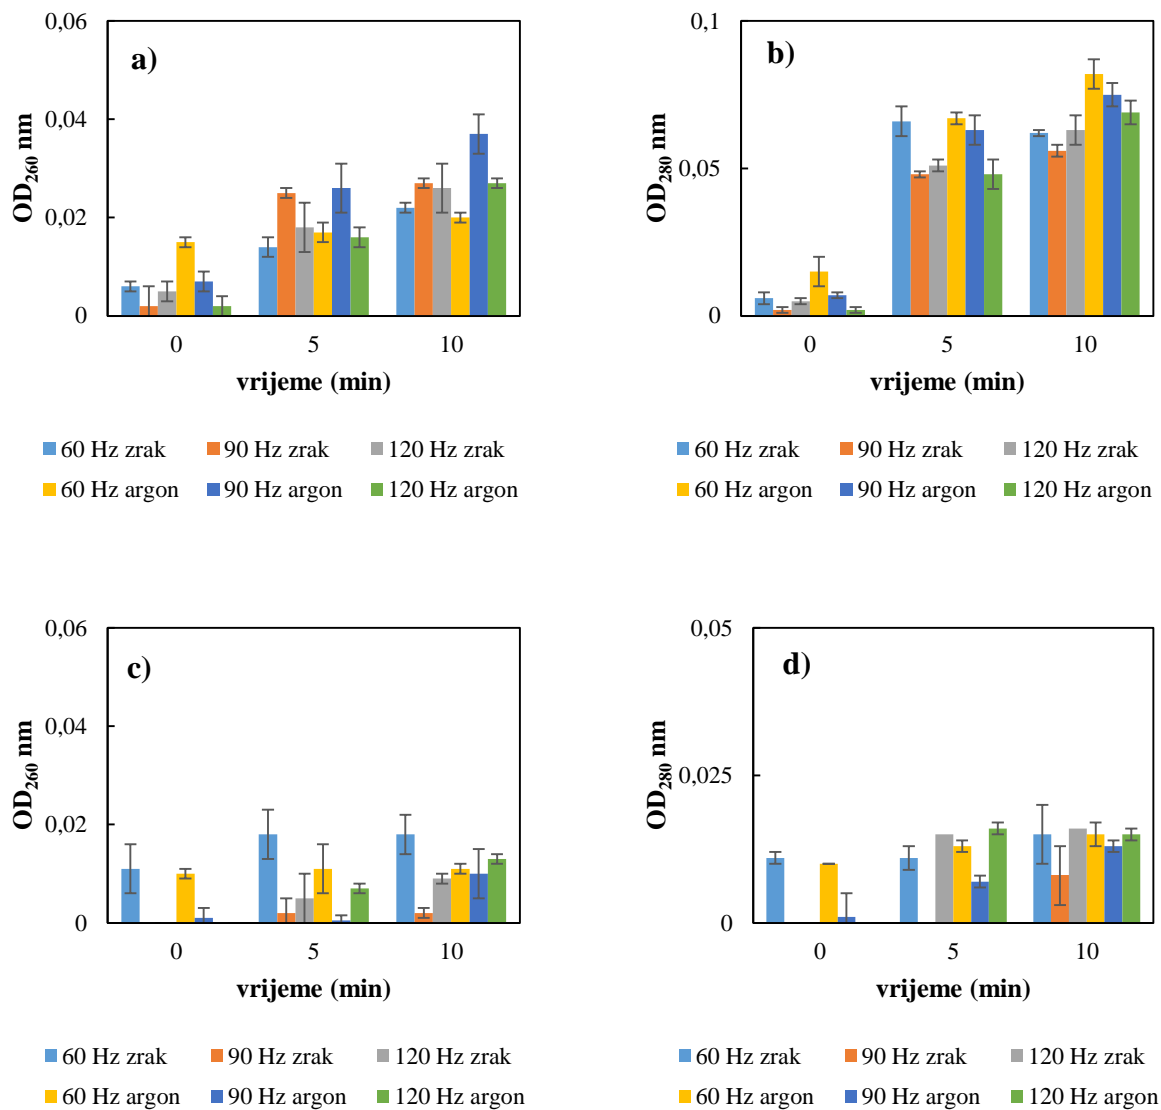 a)
0,06
0,04
0,02
0
OD260 nm
0 5 10
vrijeme (min)
60 Hz zrak 90 Hz zrak 120 Hz zrak
60 Hz argon 90 Hz argon 120 Hz argon
b)
0,1
0,05
0
OD280 nm
0 5 10
vrijeme (min)
60 Hz zrak 90 Hz zrak 120 Hz zrak
60 Hz argon 90 Hz argon 120 Hz argon
c)
0,06
0,04
0,02
0
OD260 nm
0 5 10
vrijeme (min)
60 Hz zrak 90 Hz zrak 120 Hz zrak
60 Hz argon 90 Hz argon 120 Hz argon
d)
0,05
0,025
0
OD280 nm
0 5 10
vrijeme (min)
60 Hz zrak 90 Hz zrak 120 Hz zrak
60 Hz argon 90 Hz argon 120 Hz argon